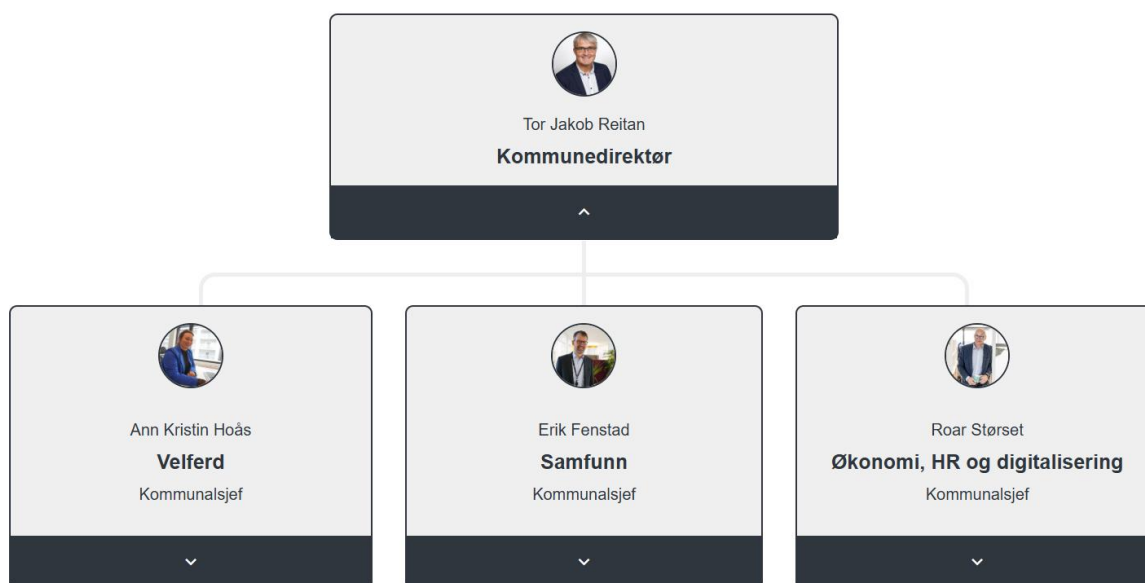 Tor Jakob Reitan
Kommunedirektør
Ann Kristin Hoås
Velferd
Kommunalsjef
Erik Fenstad
Samfunn
Kommunalsjef
Roar Størset
Økonomi, HR og digitalisering
Kommunalsjef